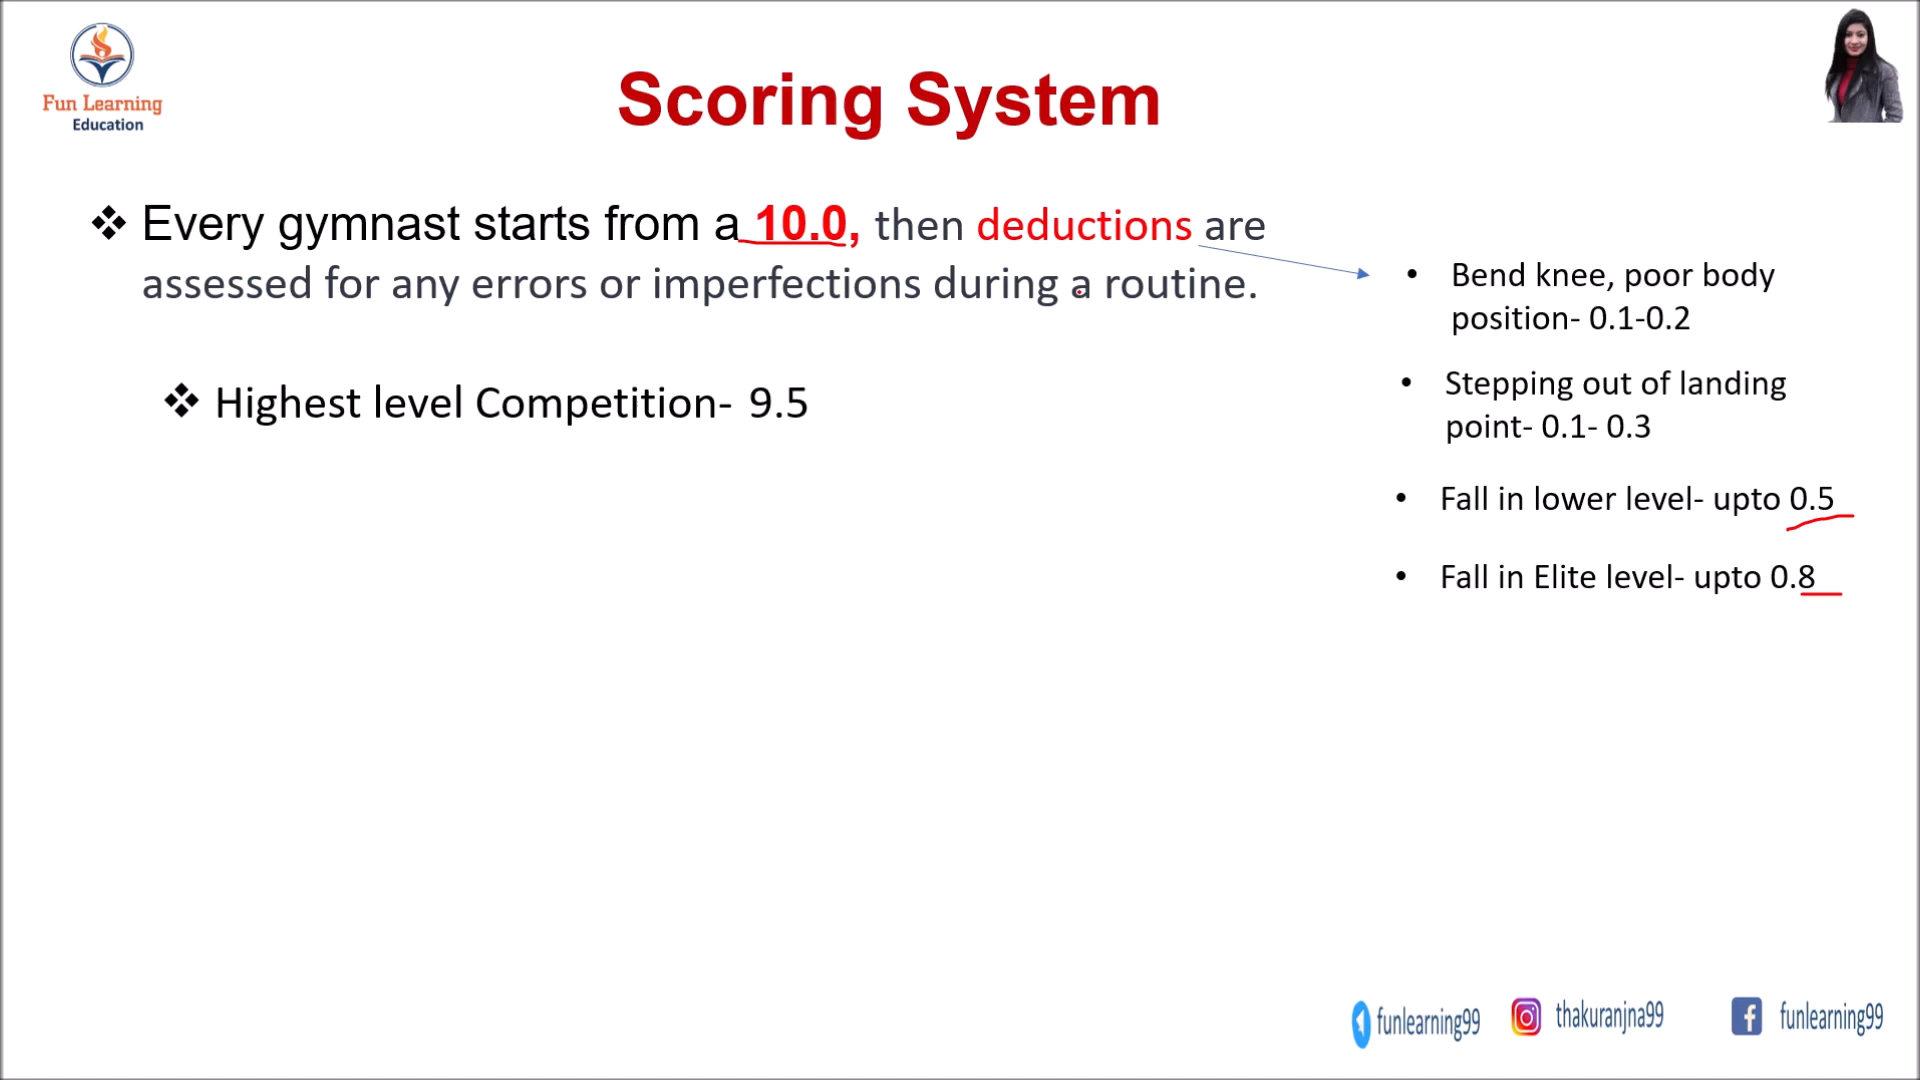 Fun Learning
Education
Scoring System
❖ Every gymnast starts from a 10.0, then deductions are
assessed for any errors or imperfections during a routine.
• Bend knee, poor body
position- 0.1-0.2
• Stepping out of landing
point- 0.1- 0.3
• Fall in lower level- upto 0.5
• Fall in Elite level- upto 0.8
❖ Highest level Competition- 9.5
funlearning99
thakuranjna99
funlearning99